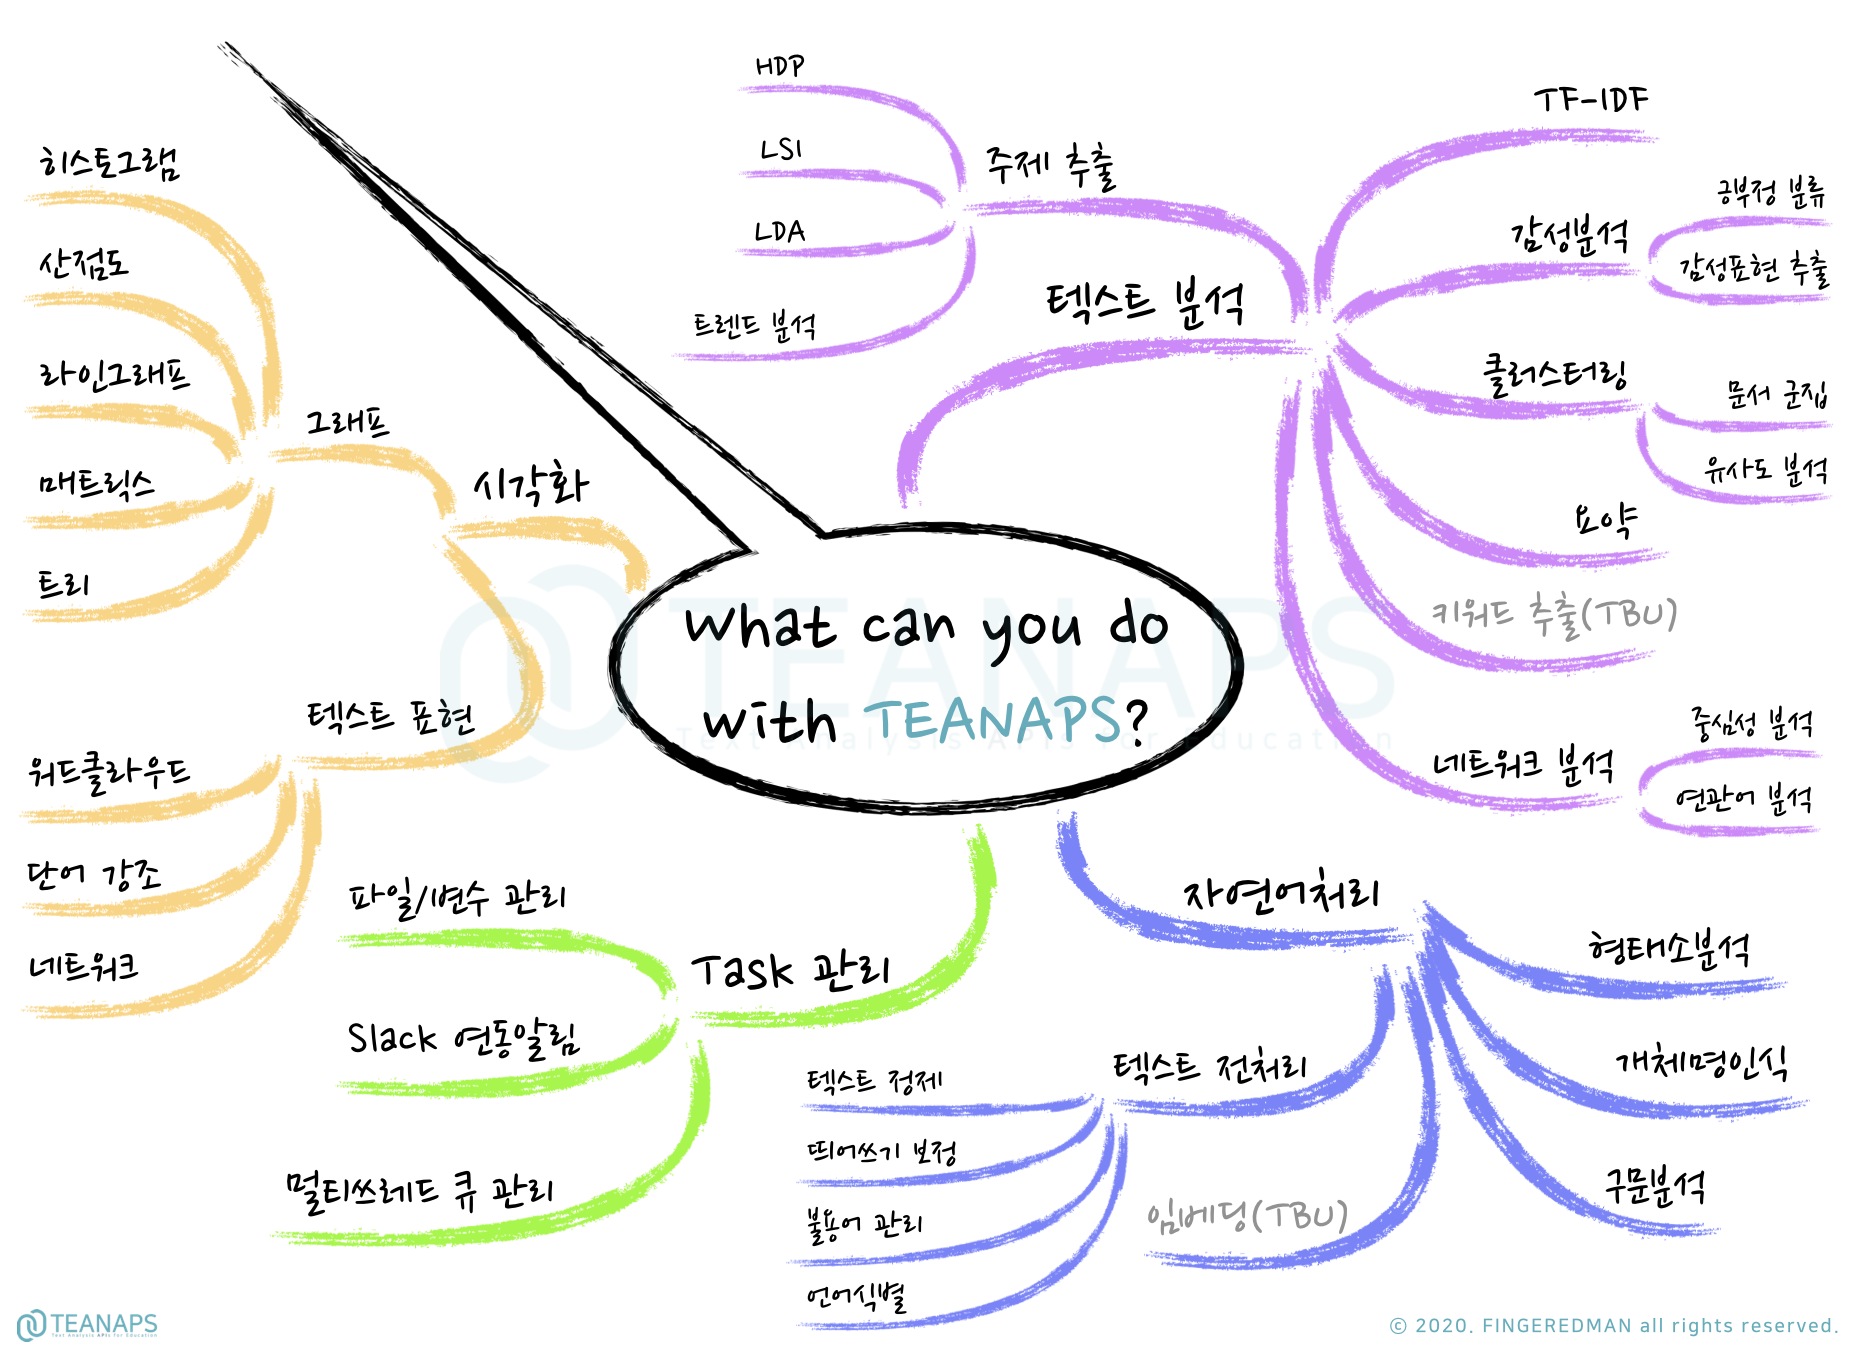 What can you do
with TEANAPS?
텍스트 분석
주제 추출
HDP
LSI
LDA
트렌드 분석
TF-IDF
감성분석
긍부정 분류
감성표현 추출
클러스터링
문서 군집
유사도 분석
요약
키워드 추출(TBU)
네트워크 분석
중심성 분석
연관어 분석
자연어처리
형태소분석
개체명인식
구문분석
임베딩(TBU)
텍스트 전처리
텍스트 정제
띄어쓰기 보정
불용어 관리
언어식별
Task 관리
파일/변수 관리
Slack 연동알림
멀티쓰레드 큐 관리
시각화
그래프
히스토그램
산점도
라인그래프
매트릭스
트리
텍스트 표현
워드클라우드
단어 강조
네트워크
TEANAPS
Text Analysis APIs for Education
TEANAPS
Text Analysis APIs for Education
© 2020. FINGEREDMAN all rights reserved.